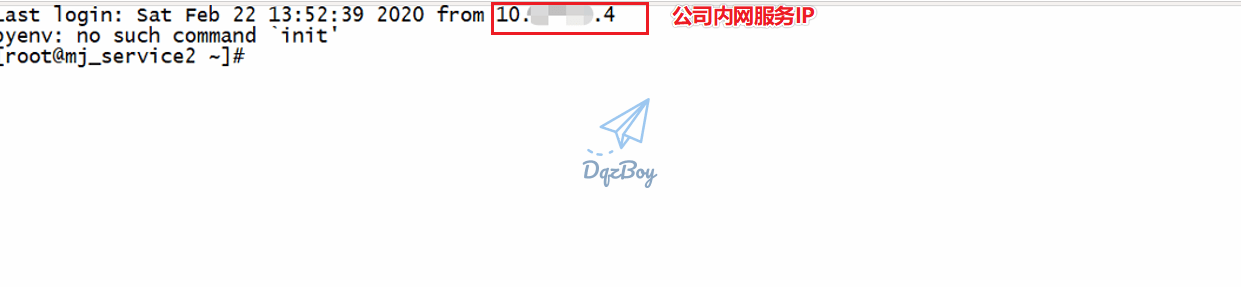 Last login: Sat Feb 22 13:52:39 2020 from 10. .4 公司内网服务IP
pyenv: no such command `init'
[root@mj_service2 ~]#
DqzBoy